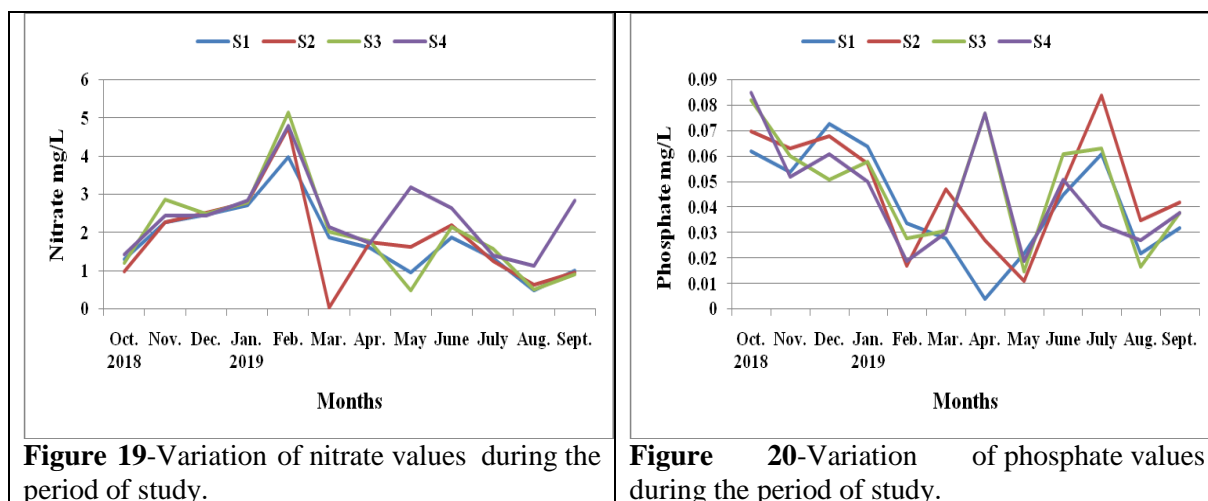 S1 S2 S3 S4
Nitrate mg/L
6
5
4
3
2
1
0
Oct. Nov. Dec. Jan. Feb. Mar. Apr. May June July Aug. Sept.
2018 2019
Months
Figure 19-Variation of nitrate values during the
period of study.
S1 S2 S3 S4
Phosphate mg/L
0.09
0.08
0.07
0.06
0.05
0.04
0.03
0.02
0.01
0
Oct. Nov. Dec. Jan. Feb. Mar. Apr. May June July Aug. Sept.
2018 2019
Months
Figure 20-Variation of phosphate values
during the period of study.